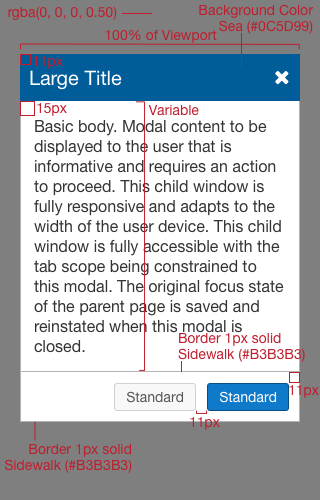 rgba(0, 0, 0, 0.50)
Background Color
Sea (#0C5D99)
100% of Viewport
11px
Large Title
15px
Variable
Basic body. Modal content to be
displayed to the user that is
informative and requires an action
to proceed. This child window is
fully responsive and adapts to the
width of the user device. This child
window is fully accessible with the
tab scope being constrained to
this modal. The original focus state
of the parent page is saved and
reinstated when this modal is
closed.
Border 1px solid
Sidewalk (#B3B3B3)
Standard
Standard
11px
11px
Border 1px solid
Sidewalk (#B3B3B3)